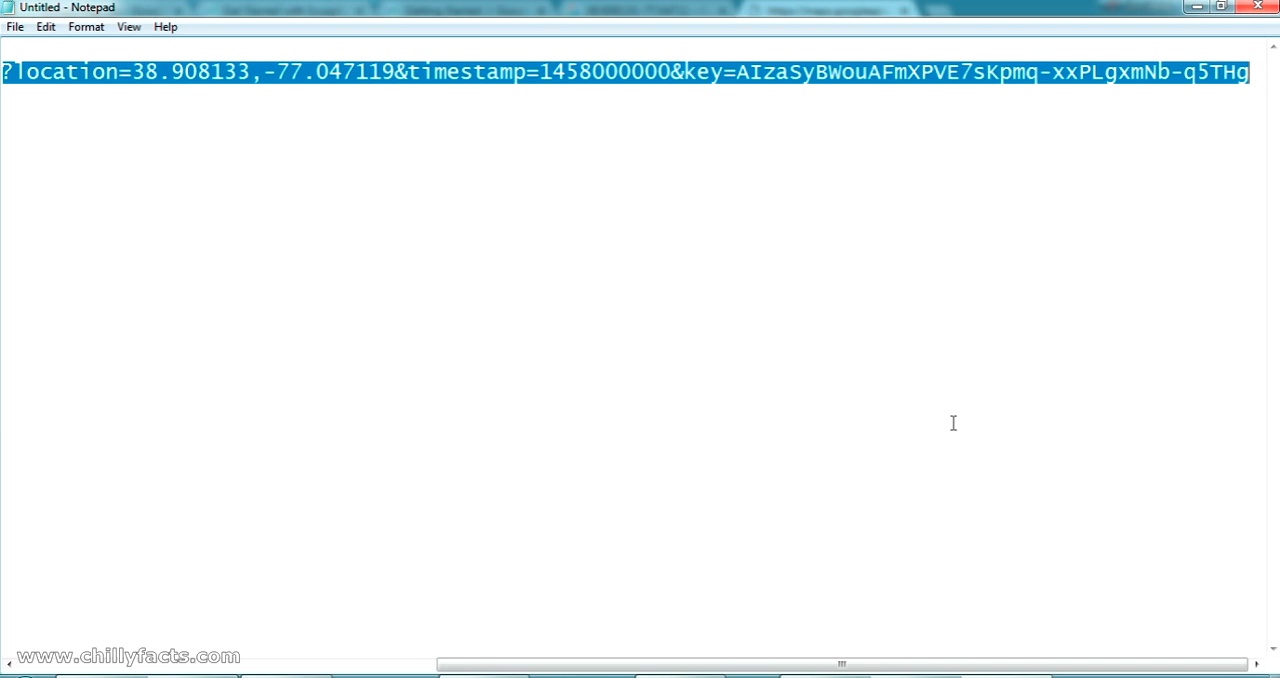 Untitled - Notepad
File Edit Format View Help
?location=38.908133,-77.047119&timestamp=1458000000&key=AIzaSyBWouAFmXPVE7sKpmq-xxPLgxmNb-q5THg
www.chillyfacts.com